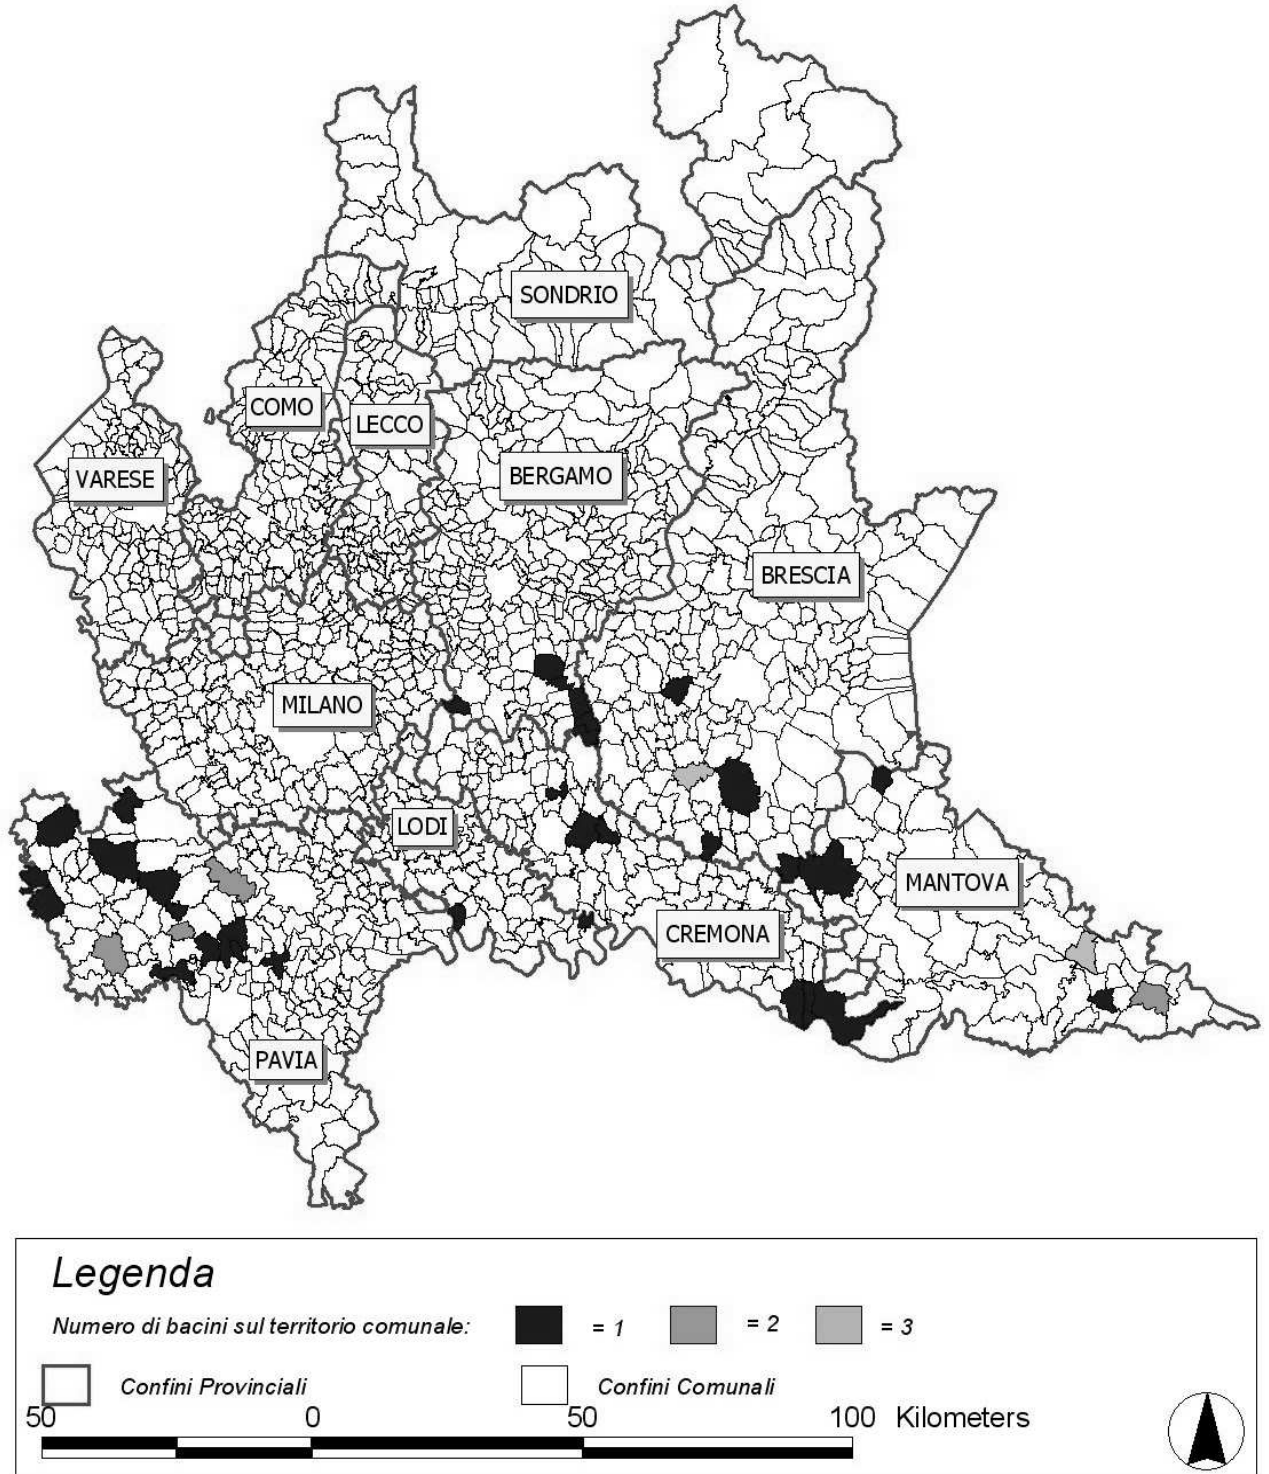 SONDRIO
COMO
LECCO
VARESE
BERGAMO
BRESCIA
MILANO
LODI
MANTOVA
CREMONA
PAVIA
Legenda
Numero di bacini sul territorio comunale: = 1 = 2 = 3
Confini Provinciali Confini Comunali
50 0 50 100 Kilometers